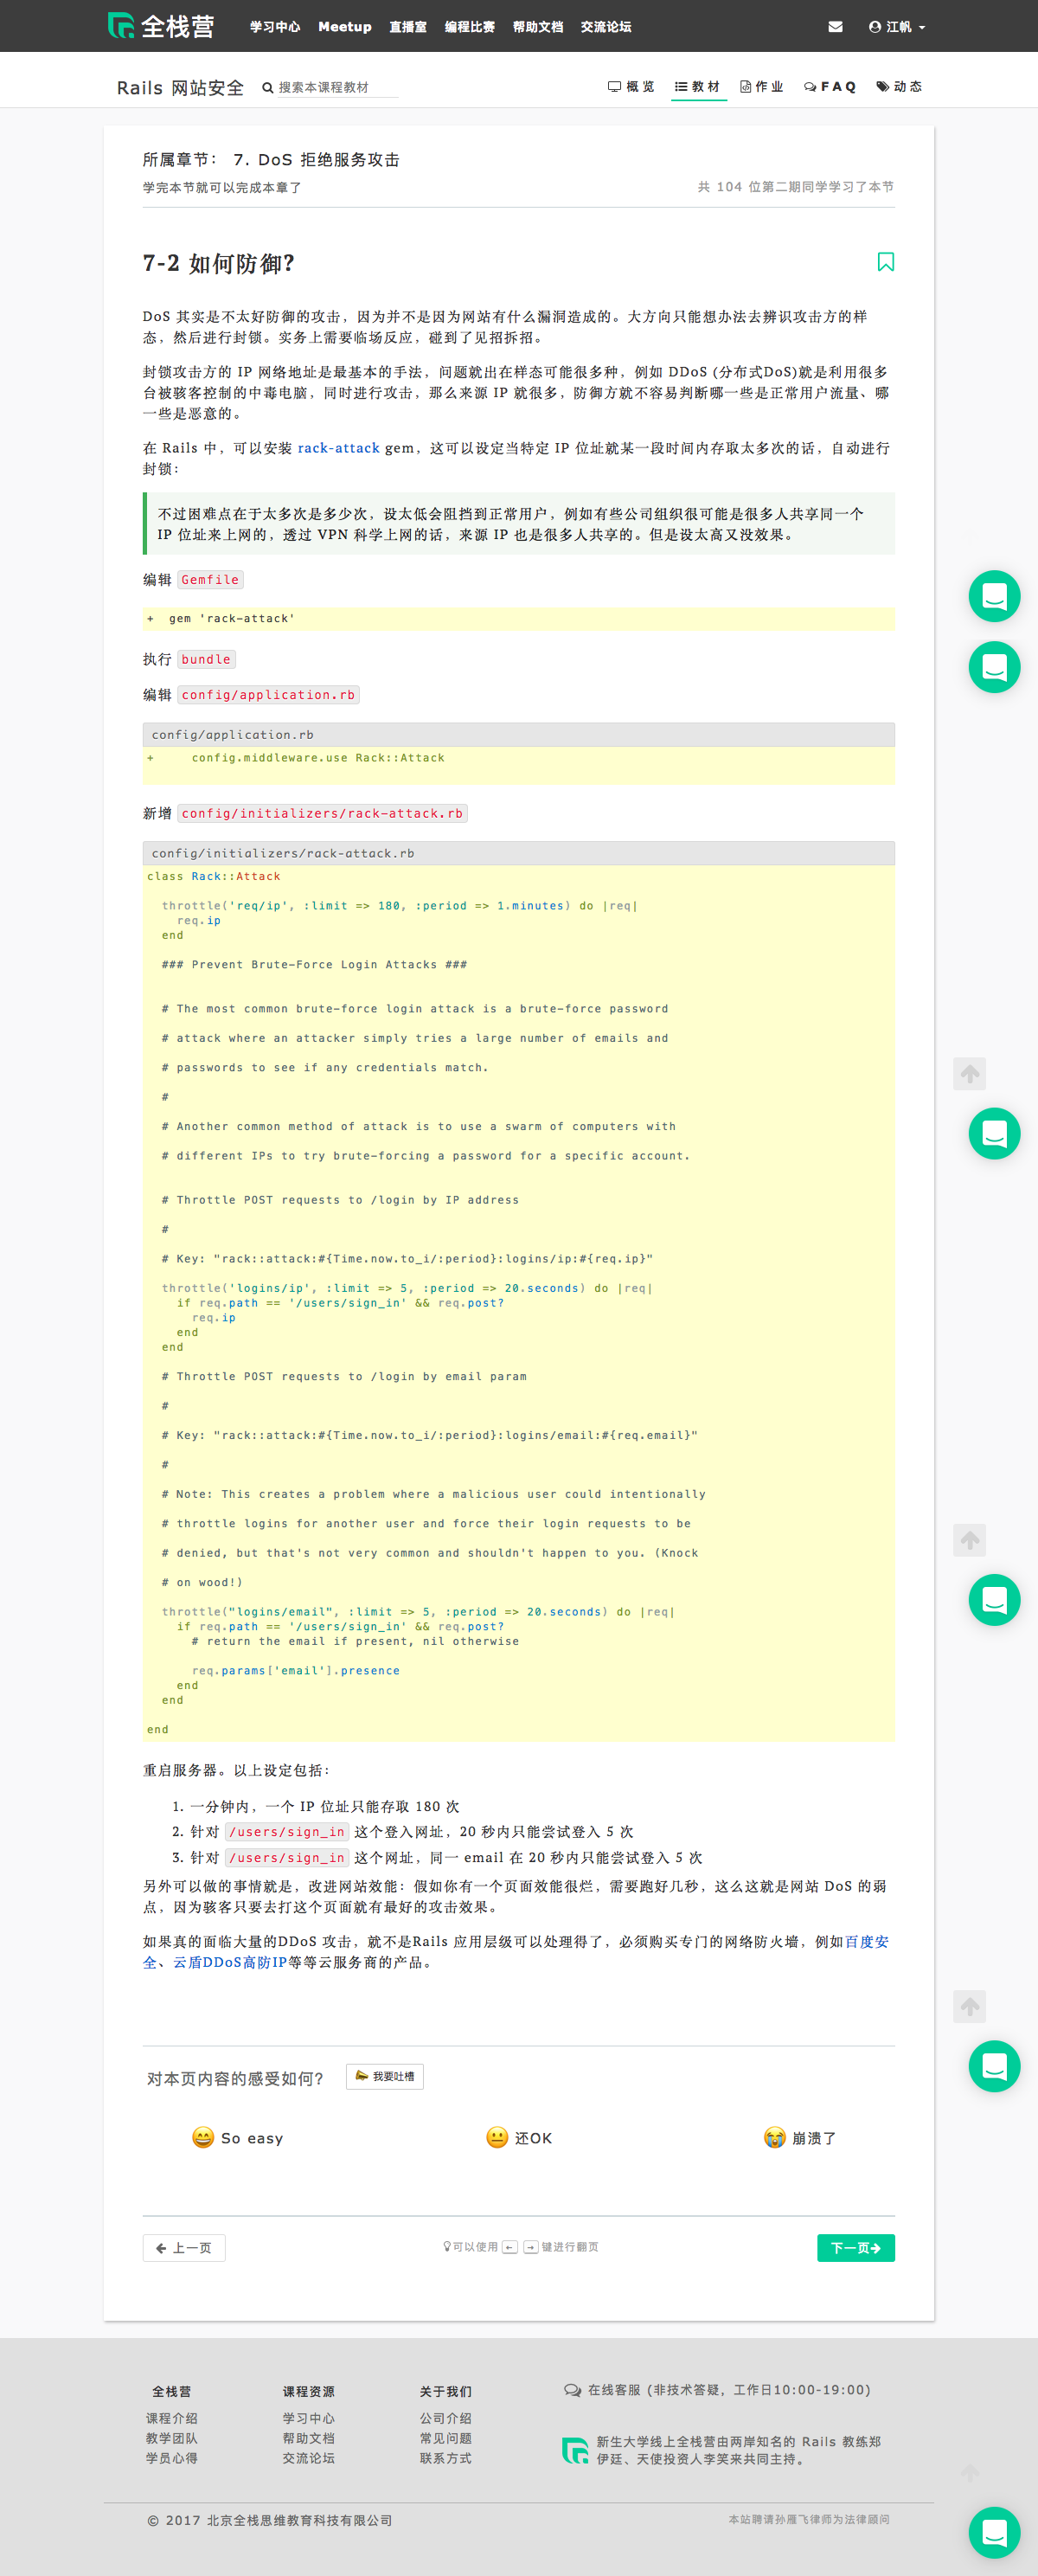 全栈营 学习中心 Meetup 直播室 编程比赛 帮助文档 交流论坛 江帆
Rails 网站安全 搜索本课程教材 概览 教材 作业 FAQ 动态
所属章节： 7. DoS 拒绝服务攻击
学完本节就可以完成本章了 共 104 位第二期同学学习了本节
7-2 如何防御?
DoS 其实是不太好防御的攻击，因为并不是因为网站有什么漏洞造成的。大方向只能想办法去辨识攻击方的样
态，然后进行封锁。实务上需要临场反应，碰到了见招拆招。
封锁攻击方的 IP 网络地址是最基本的手法，问题就出在样态可能很多种，例如 DDoS (分布式DoS)就是利用很多
台被骇客控制的中毒电脑，同时进行攻击，那么来源 IP 就很多，防御方就不容易判断哪一些是正常用户流量、哪
一些是恶意的。
在 Rails 中，可以安装 rack-attack gem，这可以设定当特定 IP 位址就某一段时间内存取太多次的话，自动进行
封锁：
不过困难点在于太多次是多少次，设太低会阻挡到正常用户，例如有些公司组织很可能是很多人共享同一个
IP 位址来上网的，透过 VPN 科学上网的话，来源 IP 也是很多人共享的。但是设太高又没效果。
编辑 Gemfile
+  gem 'rack-attack'
执行 bundle
编辑 config/application.rb
config/application.rb
+     config.middleware.use Rack::Attack
新增 config/initializers/rack-attack.rb
config/initializers/rack-attack.rb
class Rack::Attack
  throttle('req/ip', :limit => 180, :period => 1.minutes) do |req|
    req.ip
  end
  ### Prevent Brute-Force Login Attacks ###
  # The most common brute-force login attack is a brute-force password
  # attack where an attacker simply tries a large number of emails and
  # passwords to see if any credentials match.
  #
  # Another common method of attack is to use a swarm of computers with
  # different IPs to try brute-forcing a password for a specific account.
  # Throttle POST requests to /login by IP address
  #
  # Key: "rack::attack:#{Time.now.to_i/:period}:logins/ip:#{req.ip}"
  throttle('logins/ip', :limit => 5, :period => 20.seconds) do |req|
    if req.path == '/users/sign_in' && req.post?
      req.ip
    end
  end
  # Throttle POST requests to /login by email param
  #
  # Key: "rack::attack:#{Time.now.to_i/:period}:logins/email:#{req.email}"
  #
  # Note: This creates a problem where a malicious user could intentionally
  # throttle logins for another user and force their login requests to be
  # denied, but that's not very common and shouldn't happen to you. (Knock
  # on wood!)
  throttle("logins/email", :limit => 5, :period => 20.seconds) do |req|
    if req.path == '/users/sign_in' && req.post?
      # return the email if present, nil otherwise
      req.params['email'].presence
    end
  end
end
重启服务器。以上设定包括：
1. 一分钟内，一个 IP 位址只能存取 180 次
2. 针对 /users/sign_in 这个登入网址，20 秒内只能尝试登入 5 次
3. 针对 /users/sign_in 这个网址，同一 email 在 20 秒内只能尝试登入 5 次
另外可以做的事情就是，改进网站效能：假如你有一个页面效能很烂，需要跑好几秒，这么这就是网站 DoS 的弱
点，因为骇客只要去打这个页面就有最好的攻击效果。
如果真的面临大量的DDoS 攻击，就不是Rails 应用层级可以处理得了，必须购买专门的网络防火墙，例如百度安
全、云盾DDoS高防IP等等云服务商的产品。
对本页内容的感受如何? 我要吐槽
So easy 还OK 崩溃了
上一页 可以使用 ← → 键进行翻页 下一页
全栈营 课程资源 关于我们 在线客服 (非技术答疑，工作日10:00-19:00)
课程介绍 学习中心 公司介绍
教学团队 帮助文档 常见问题 新生大学线上全栈营由两岸知名的 Rails 教练郑
学员心得 交流论坛 联系方式 伊廷、天使投资人李笑来共同主持。
© 2017 北京全栈思维教育科技有限公司 本站聘请孙雁飞律师为法律顾问